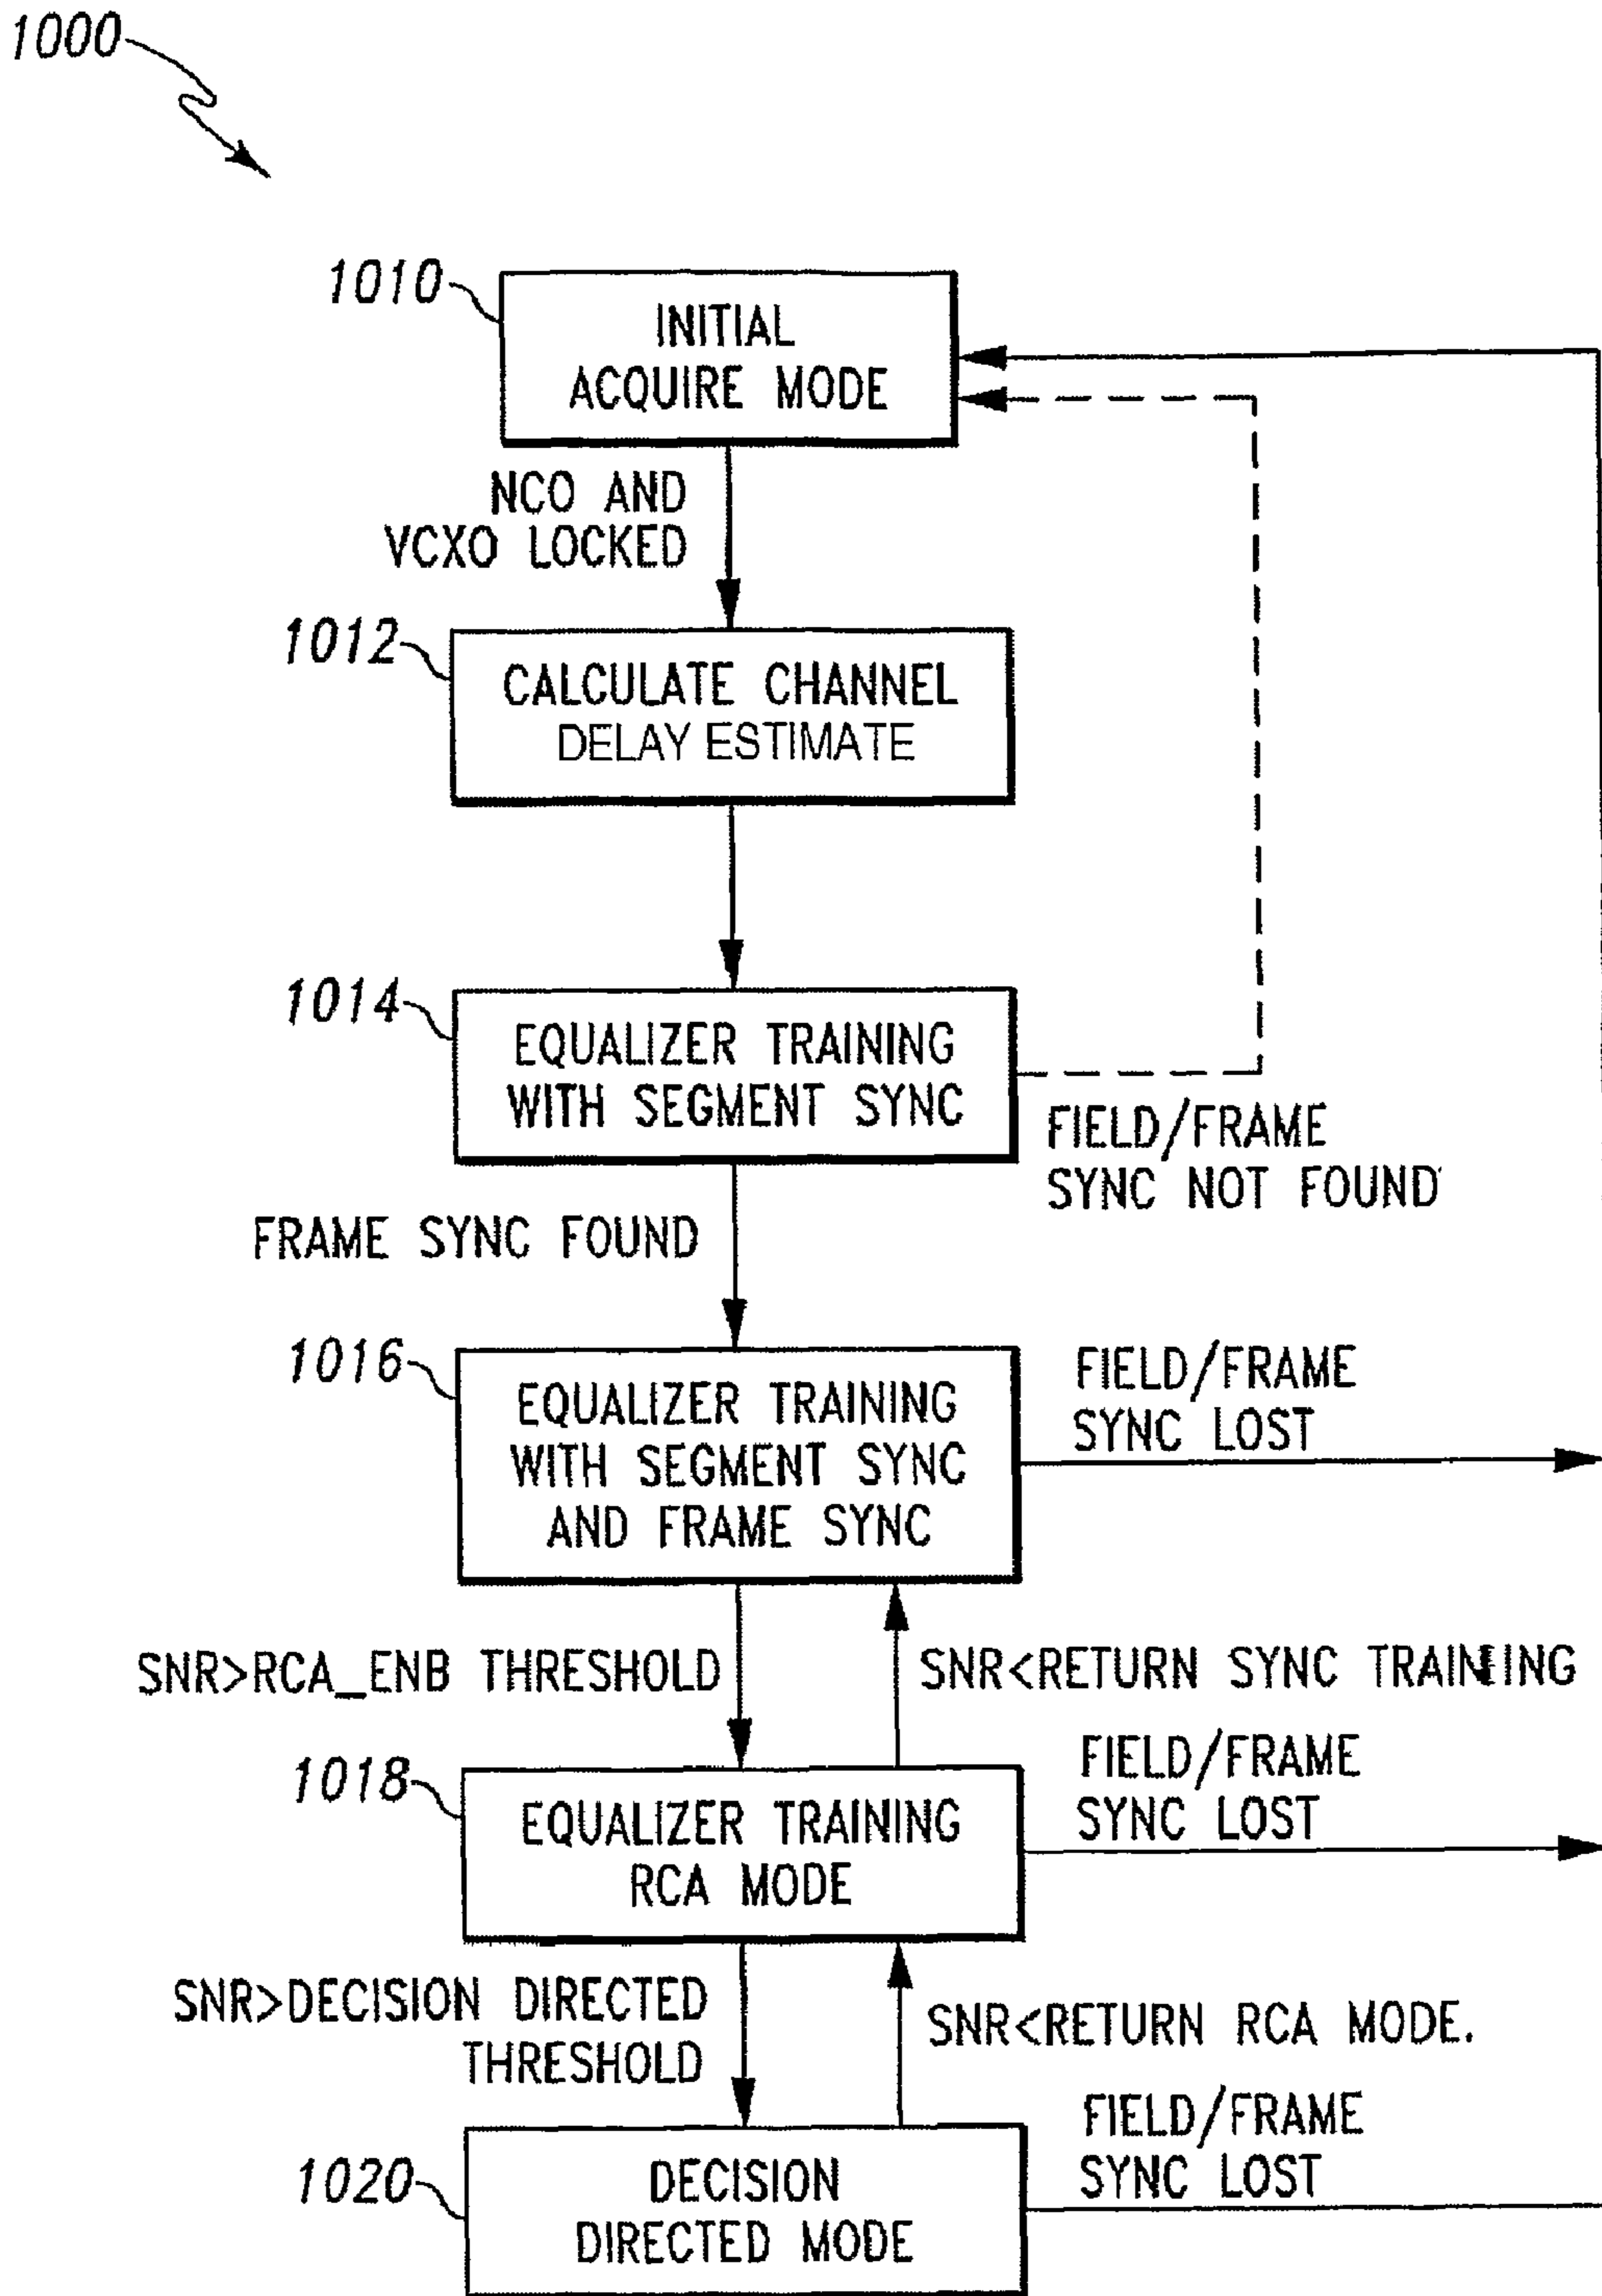 1000
1010
INITIAL
ACQUIRE MODE
NCO AND
VCXO LOCKED
1012
CALCULATE CHANNEL
DELAY ESTIMATE
1014
EQUALIZER TRAINING
WITH SEGMENT SYNC
FIELD/FRAME
SYNC NOT FOUND
FRAME SYNC FOUND
1016
EQUALIZER TRAINING
WITH SEGMENT SYNC
AND FRAME SYNC
FIELD/FRAME
SYNC LOST
SNR>RCA_ENB THRESHOLD
SNR<RETURN SYNC TRAINING
1018
EQUALIZER TRAINING
RCA MODE
FIELD/FRAME
SYNC LOST
SNR>DECISION DIRECTED
THRESHOLD
SNR<RETURN RCA MODE.
1020
DECISION
DIRECTED MODE
FIELD/FRAME
SYNC LOST